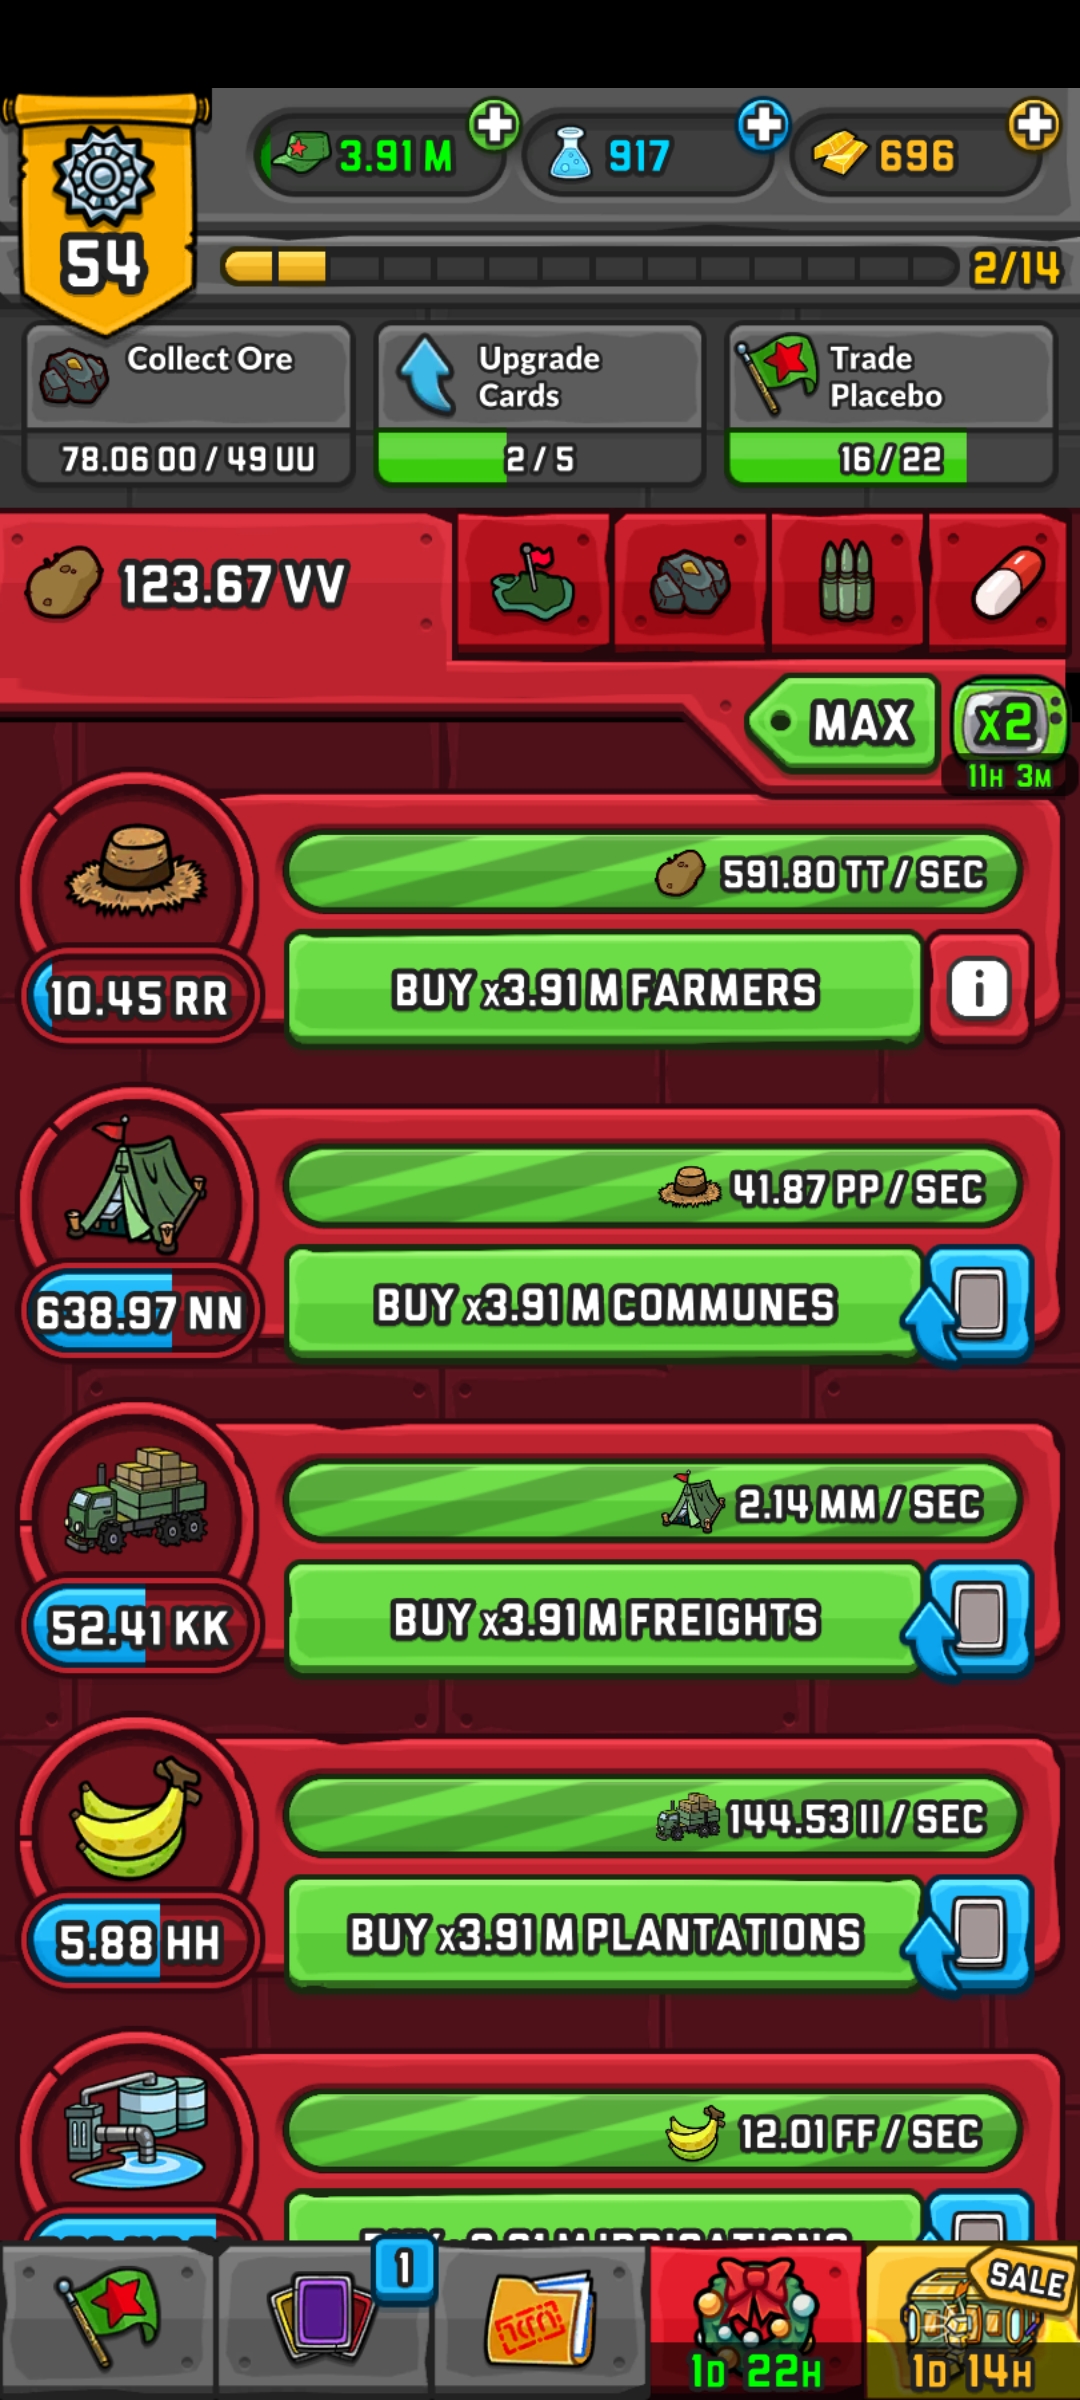 3.91 M
917
696
54
2/14
Collect Ore
78.06 OO / 49 UU
Upgrade
Cards
2 / 5
Trade
Placebo
16 / 22
123.67 VV
MAX
x2
11H 3M
591.80 TT / SEC
10.45 RR
BUY x3.91 M FARMERS
i
41.87 PP / SEC
638.97 NN
BUY x3.91 M COMMUNES
2.14 MM / SEC
52.41 KK
BUY x3.91 M FREIGHTS
144.53 II / SEC
5.88 HH
BUY x3.91 M PLANTATIONS
12.01 FF / SEC
BUY x3.91 M IRRIGATIONS
1
SALE
1D 22H
1D 14H